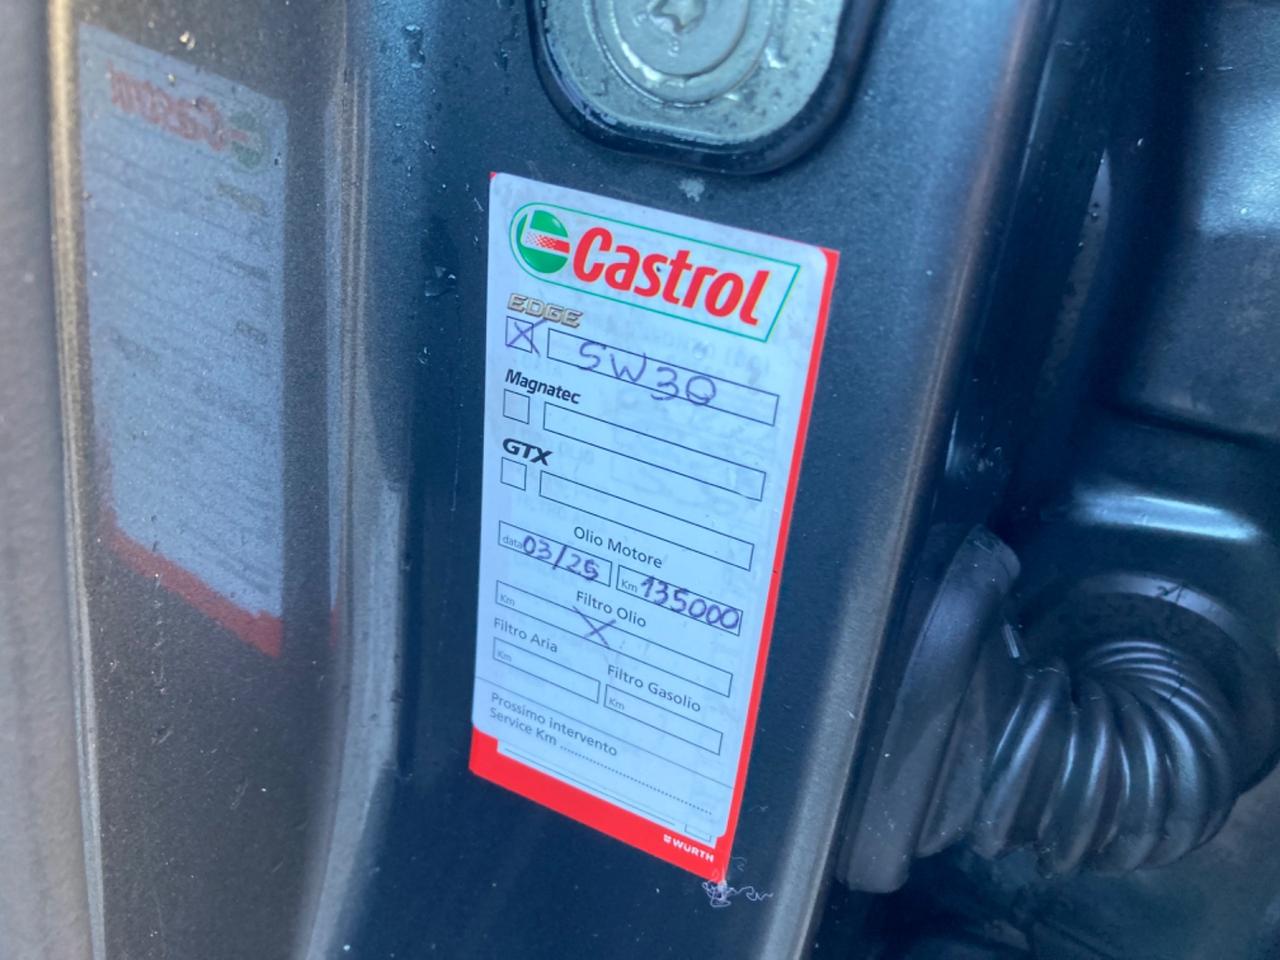 Castrol
EDGE
X 5W30
Magnatec
GTX
Olio Motore
data 03/25 Km 135000
Filtro Olio
Km X
Filtro Aria Filtro Gasolio
Km Km
Prossimo intervento
Service Km ........................................
WÜRTH